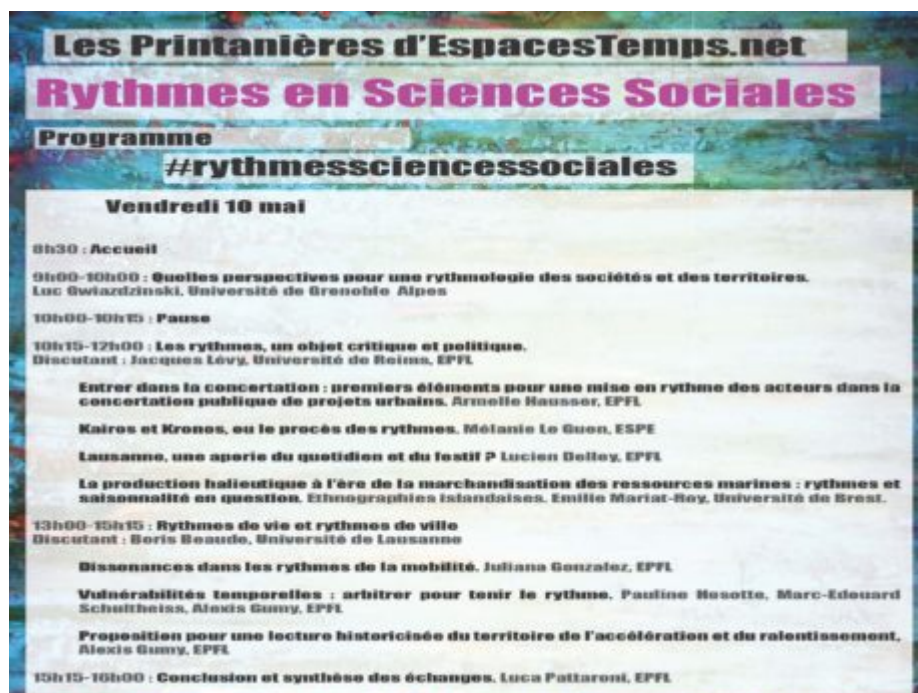 Les Printanières d'EspacesTemps.net
Rythmes en Sciences Sociales
Programme
#rythmessciencessociales
Vendredi 10 mai
8h30 : Accueil
9h00-10h00 : Quelles perspectives pour une rythmologie des sociétés et des territoires.
Luc Gwiazdzinski, Université de Grenoble Alpes
10h00-10h15 : Pause
10h15-12h00 : Les rythmes, un objet critique et politique.
Discutant : Jacques Lévy, Université de Reims, EPFL
Entrer dans la concertation : premiers éléments pour une mise en rythme des acteurs dans la
concertation publique de projets urbains. Armelle Hausser, EPFL
Kairos et Kronos, ou le procès des rythmes. Mélanie Le Guen, ESPE
Lausanne, une aporie du quotidien et du festif ? Lucien Delley, EPFL
La production halieutique à l'ère de la marchandisation des ressources marines : rythmes et
saisonnalité en question. Ethnographies islandaises. Emilie Mariat-Roy, Université de Brest.
13h00-15h15 : Rythmes de vie et rythmes de ville
Discutant : Boris Beaude, Université de Lausanne
Dissonances dans les rythmes de la mobilité. Juliana Gonzalez, EPFL
Vulnérabilités temporelles : arbitrer pour tenir le rythme. Pauline Hosotte, Marc-Edouard
Schultheiss, Alexis Gumy, EPFL
Proposition pour une lecture historicisée du territoire de l'accélération et du ralentissement,
Alexis Gumy, EPFL
15h15-16h00 : Conclusion et synthèse des échanges. Luca Pattaroni, EPFL